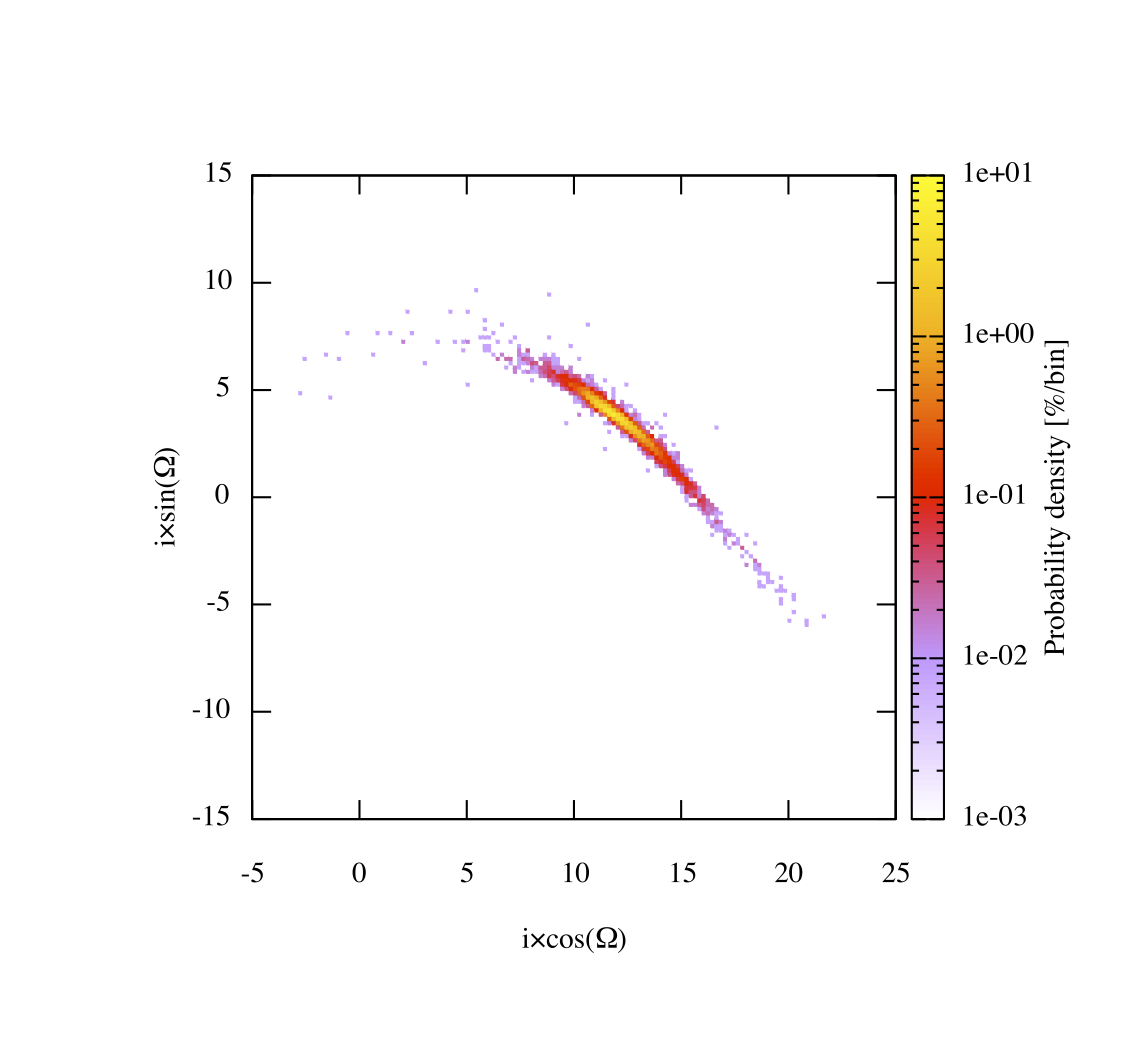 15
10
5
0
-5
-10
-15
i×sin(Ω)
-5 0 5 10 15 20 25
i×cos(Ω)
1e+01
1e+00
1e-01
1e-02
1e-03
Probability density [%/bin]